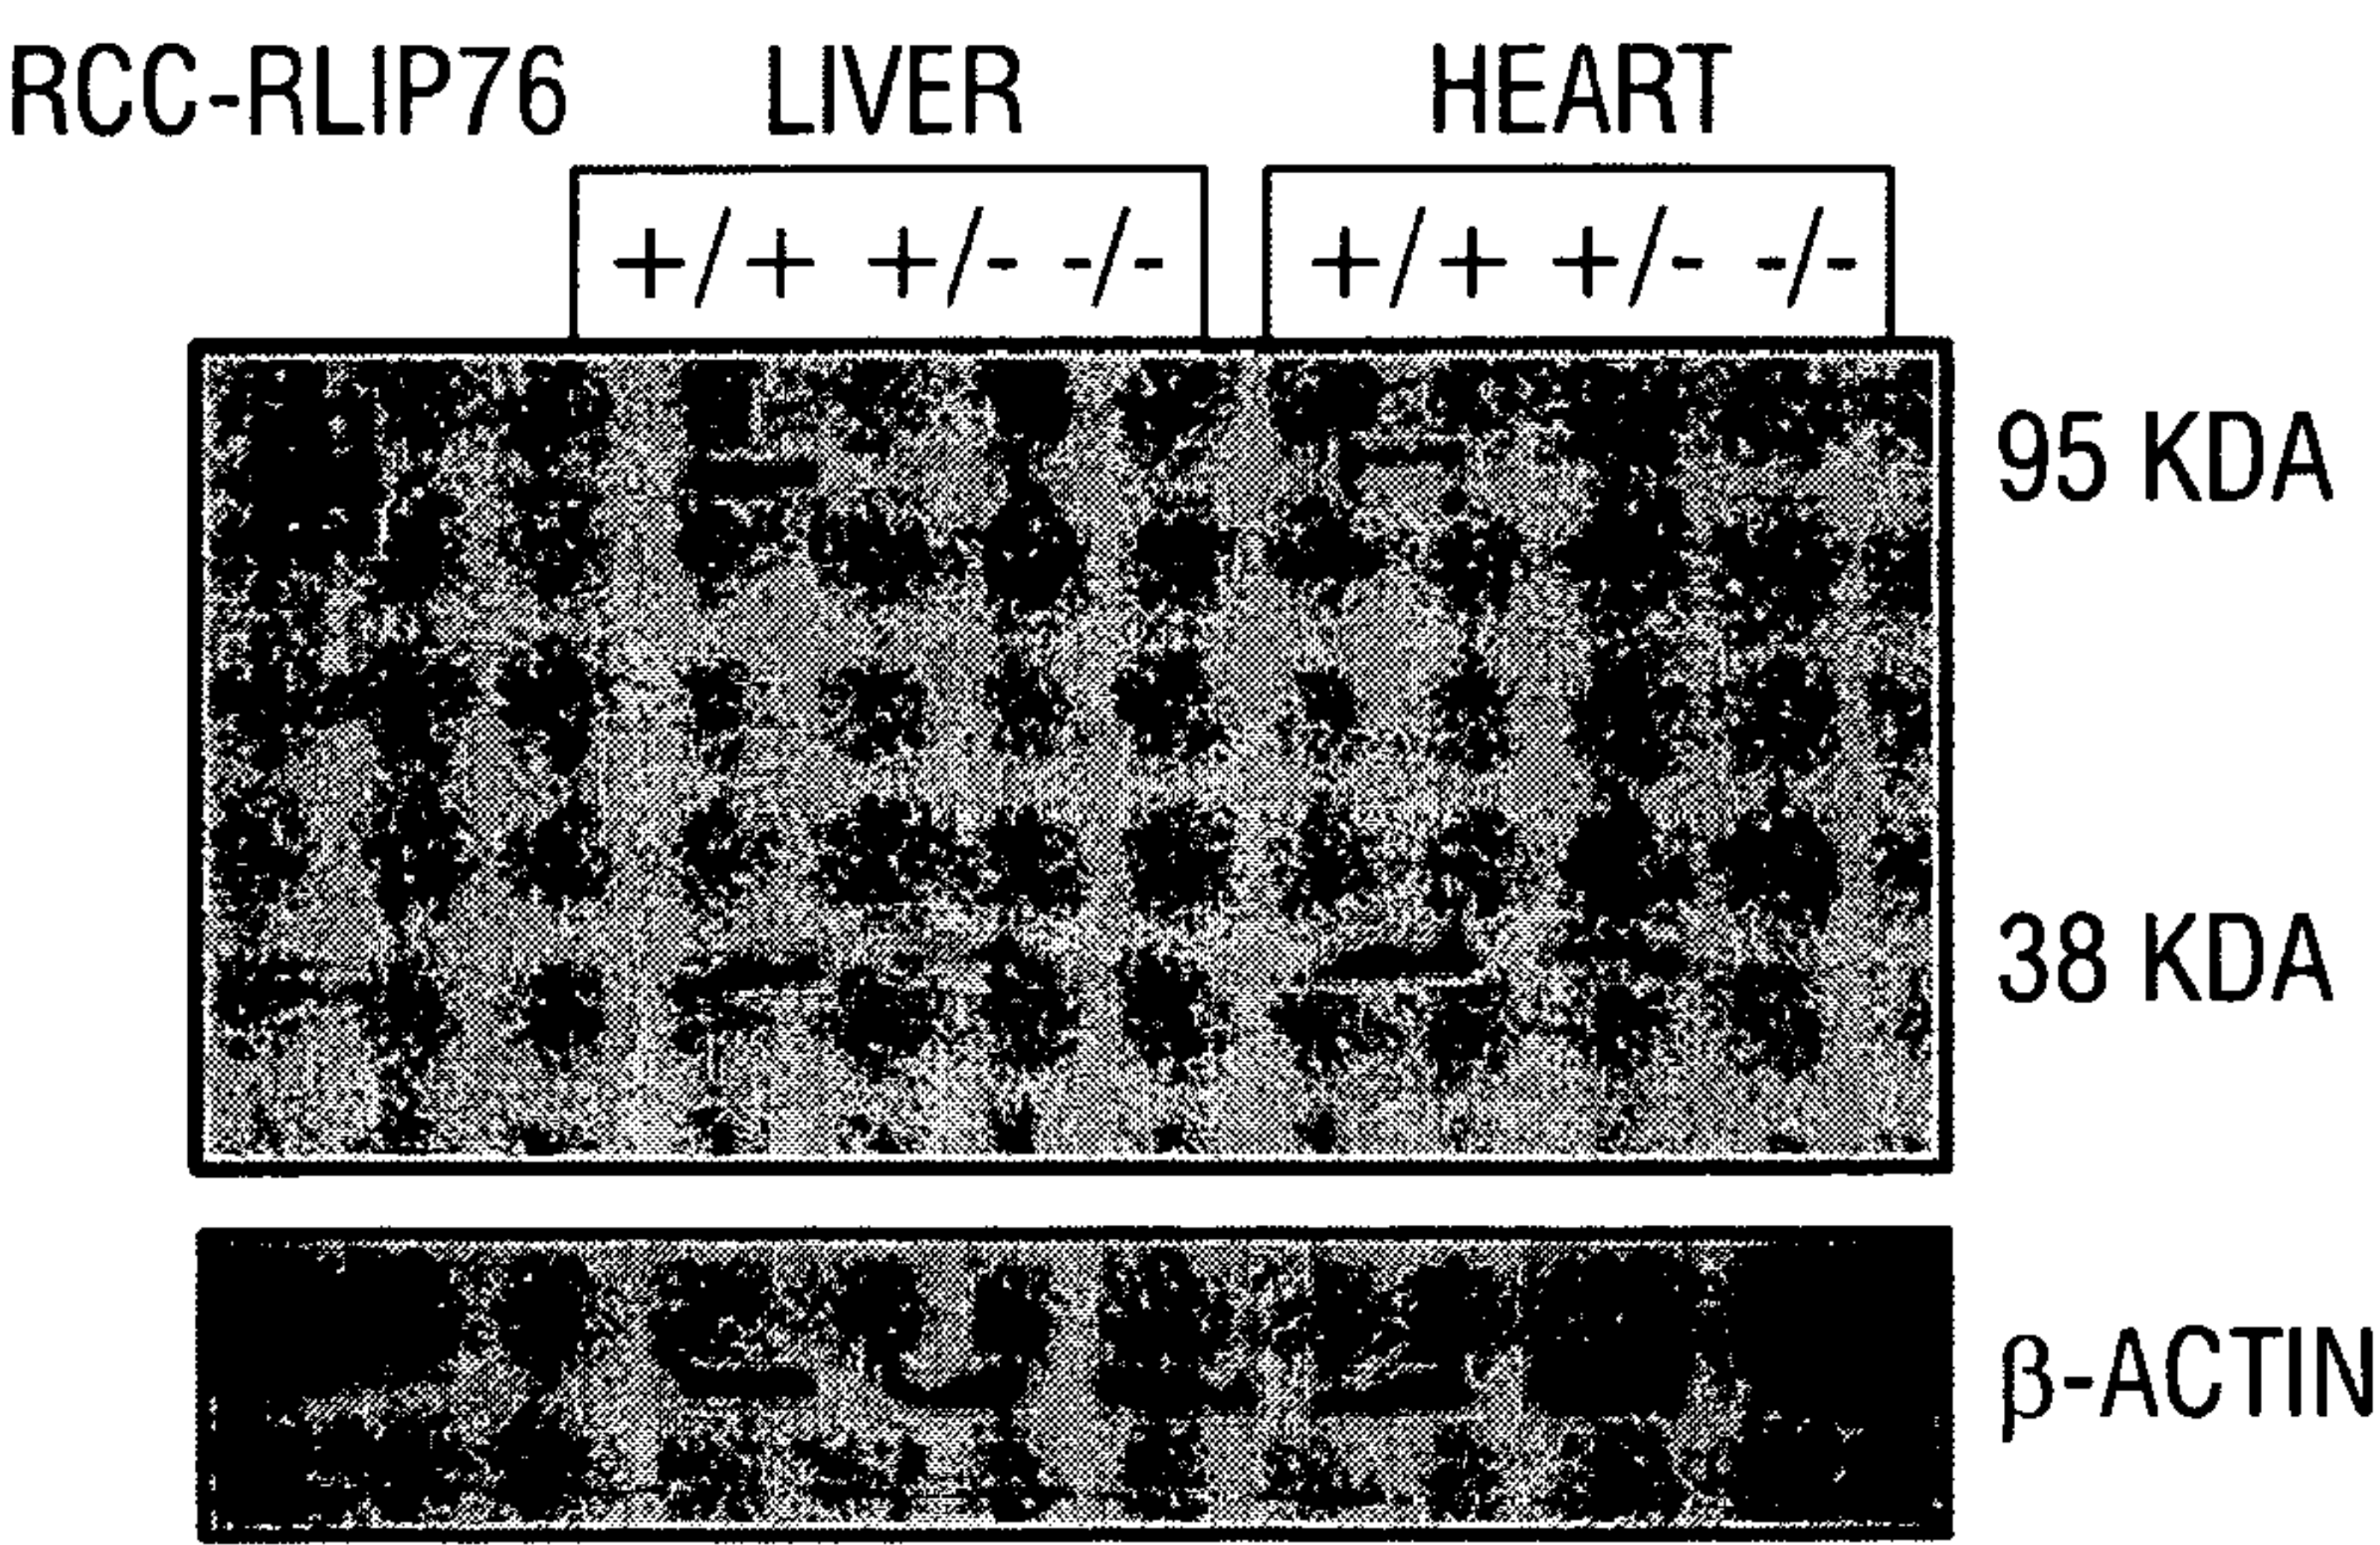 RCC-RLIP76 LIVER HEART
+/+ +/- -/- +/+ +/- -/-
95 KDA
38 KDA
β-ACTIN